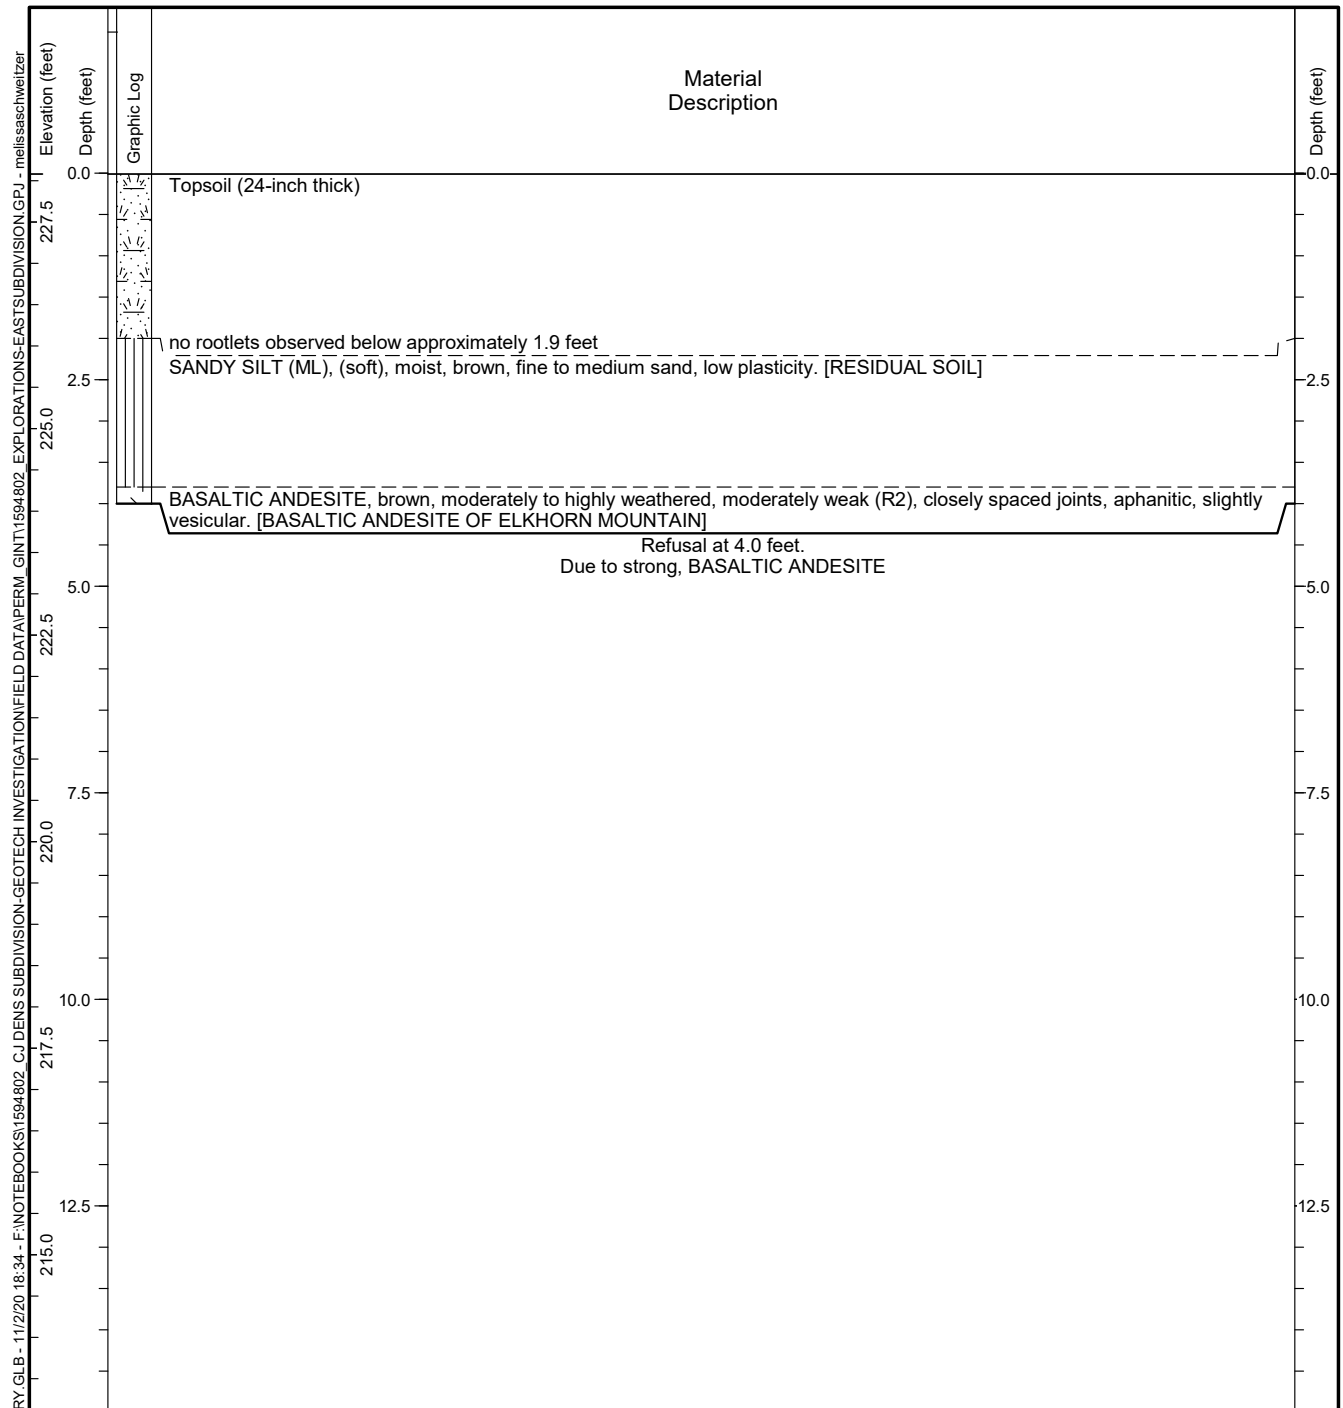 Elevation (feet)
Depth (feet)
Graphic Log
Material
Description
Depth (feet)
0.0
0.0
Topsoil (24-inch thick)
227.5
no rootlets observed below approximately 1.9 feet
SANDY SILT (ML), (soft), moist, brown, fine to medium sand, low plasticity. [RESIDUAL SOIL]
2.5
2.5
225.0
BASALTIC ANDESITE, brown, moderately to highly weathered, moderately weak (R2), closely spaced joints, aphanitic, slightly
vesicular. [BASALTIC ANDESITE OF ELKHORN MOUNTAIN]
Refusal at 4.0 feet.
Due to strong, BASALTIC ANDESITE
5.0
5.0
222.5
7.5
7.5
220.0
10.0
10.0
217.5
12.5
12.5
215.0
RY.GLB - 11/2/20 18:34 - F:\NOTEBOOKS\1594802_CJ DENS SUBDIVISION-GEOTECH INVESTIGATION\FIELD DATA\PERM_GINT\1594802_EXPLORATIONS-EASTSUBDIVISION.GPJ - melissaschweitzer